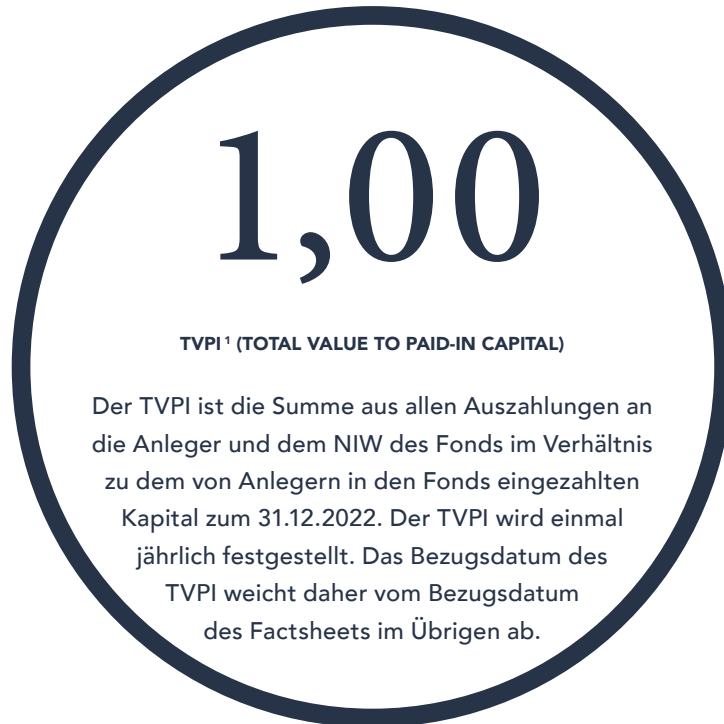 1,00
TVPI ¹ (TOTAL VALUE TO PAID-IN CAPITAL)
Der TVPI ist die Summe aus allen Auszahlungen an
die Anleger und dem NIW des Fonds im Verhältnis
zu dem von Anlegern in den Fonds eingezahlten
Kapital zum 31.12.2022. Der TVPI wird einmal
jährlich festgestellt. Das Bezugsdatum des
TVPI weicht daher vom Bezugsdatum
des Factsheets im Übrigen ab.